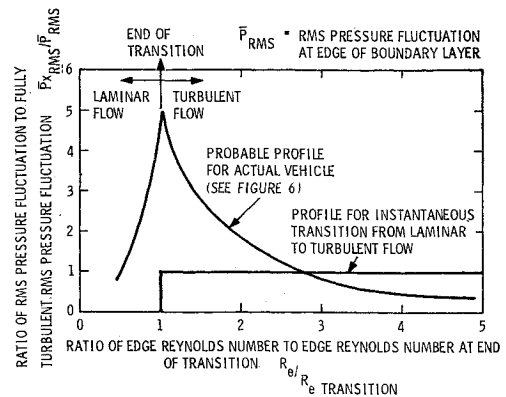 END OF
TRANSITION
P̅RMS = RMS PRESSURE FLUCTUATION
AT EDGE OF BOUNDARY LAYER
LAMINAR
FLOW
TURBULENT
FLOW
PROBABLE PROFILE
FOR ACTUAL VEHICLE
(SEE FIGURE 6)
PROFILE FOR INSTANTANEOUS
TRANSITION FROM LAMINAR
TO TURBULENT FLOW
RATIO OF RMS PRESSURE FLUCTUATION TO FULLY
TURBULENT RMS PRESSURE FLUCTUATION P̅xRMS/P̅RMS
6
5
4
3
2
1
0
0 1 2 3 4 5
RATIO OF EDGE REYNOLDS NUMBER TO EDGE REYNOLDS NUMBER AT END
OF TRANSITION Re/Re TRANSITION